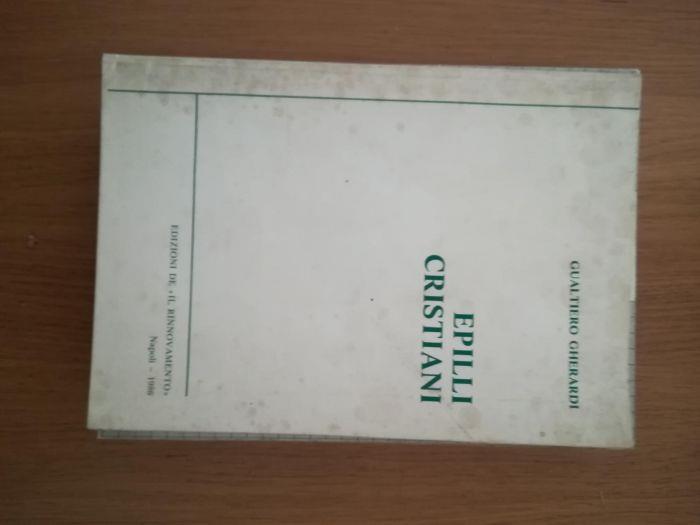 GUALTIERO GHERARDI
EPILLI
CRISTIANI
EDIZIONI DE «IL RINNOVAMENTO»
Napoli - 1986